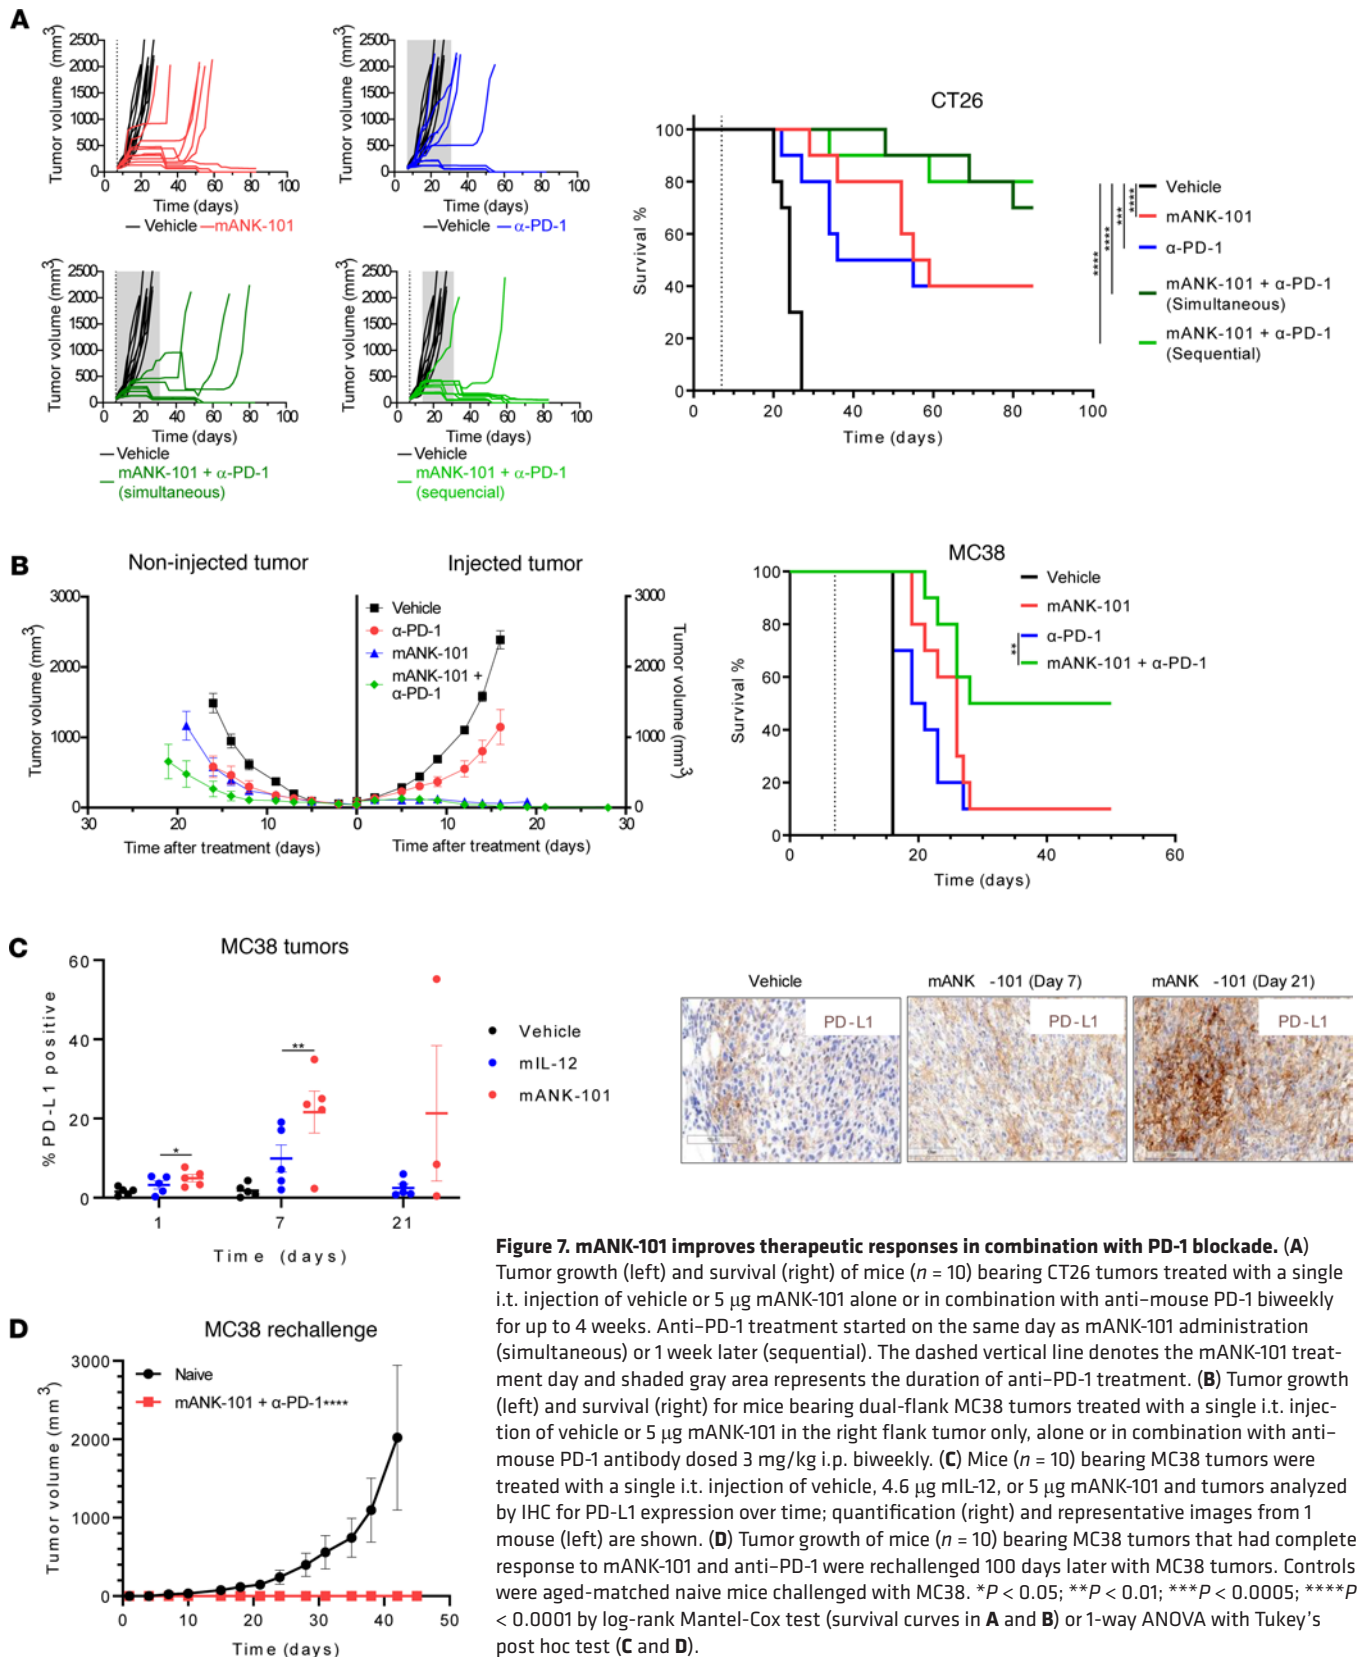 A
Tumor volume (mm3)
2500
2000
1500
1000
500
0
0 20 40 60 80 100
Time (days)
Vehicle mANK-101
Tumor volume (mm3)
2500
2000
1500
1000
500
0
0 20 40 60 80 100
Time (days)
Vehicle α-PD-1
Tumor volume (mm3)
2500
2000
1500
1000
500
0
0 20 40 60 80 100
Time (days)
Vehicle
mANK-101 + α-PD-1
(simultaneous)
Tumor volume (mm3)
2500
2000
1500
1000
500
0
0 20 40 60 80 100
Time (days)
Vehicle
mANK-101 + α-PD-1
(sequencial)
CT26
Survival %
100
80
60
40
20
0
0 20 40 60 80 100
Time (days)
**** **** *** ****
Vehicle
mANK-101
α-PD-1
mANK-101 + α-PD-1
(Simultaneous)
mANK-101 + α-PD-1
(Sequential)
B
Non-injected tumor Injected tumor
Tumor volume (mm3)
3000
2000
1000
0
30 20 10 0 10 20 30
Time after treatment (days) Time after treatment (days)
3000
2000
1000
0
Tumor volume
(mm3)
Vehicle
α-PD-1
mANK-101
mANK-101 +
α-PD-1
MC38
Survival %
100
80
60
40
20
0
0 20 40 60
Time (days)
Vehicle
mANK-101
** α-PD-1
mANK-101 + α-PD-1
C
MC38 tumors
% PD-L1 positive
60
40
20
0
* **
1 7 21
Time (days)
Vehicle
mIL-12
mANK-101
Vehicle mANK -101 (Day 7) mANK -101 (Day 21)
PD-L1 PD-L1 PD-L1
D
MC38 rechallenge
Tumor volume (mm3)
3000
2000
1000
0
0 10 20 30 40 50
Time (days)
Naive
mANK-101 + α-PD-1****
Figure 7. mANK-101 improves therapeutic responses in combination with PD-1 blockade. (A)
Tumor growth (left) and survival (right) of mice (n = 10) bearing CT26 tumors treated with a single
i.t. injection of vehicle or 5 μg mANK-101 alone or in combination with anti–mouse PD-1 biweekly
for up to 4 weeks. Anti–PD-1 treatment started on the same day as mANK-101 administration
(simultaneous) or 1 week later (sequential). The dashed vertical line denotes the mANK-101 treat-
ment day and shaded gray area represents the duration of anti–PD-1 treatment. (B) Tumor growth
(left) and survival (right) for mice bearing dual-flank MC38 tumors treated with a single i.t. injec-
tion of vehicle or 5 μg mANK-101 in the right flank tumor only, alone or in combination with anti–
mouse PD-1 antibody dosed 3 mg/kg i.p. biweekly. (C) Mice (n = 10) bearing MC38 tumors were
treated with a single i.t. injection of vehicle, 4.6 μg mIL-12, or 5 μg mANK-101 and tumors analyzed
by IHC for PD-L1 expression over time; quantification (right) and representative images from 1
mouse (left) are shown. (D) Tumor growth of mice (n = 10) bearing MC38 tumors that had complete
response to mANK-101 and anti–PD-1 were rechallenged 100 days later with MC38 tumors. Controls
were aged-matched naive mice challenged with MC38. *P < 0.05; **P < 0.01; ***P < 0.0005; ****P
< 0.0001 by log-rank Mantel-Cox test (survival curves in A and B) or 1-way ANOVA with Tukey's
post hoc test (C and D).